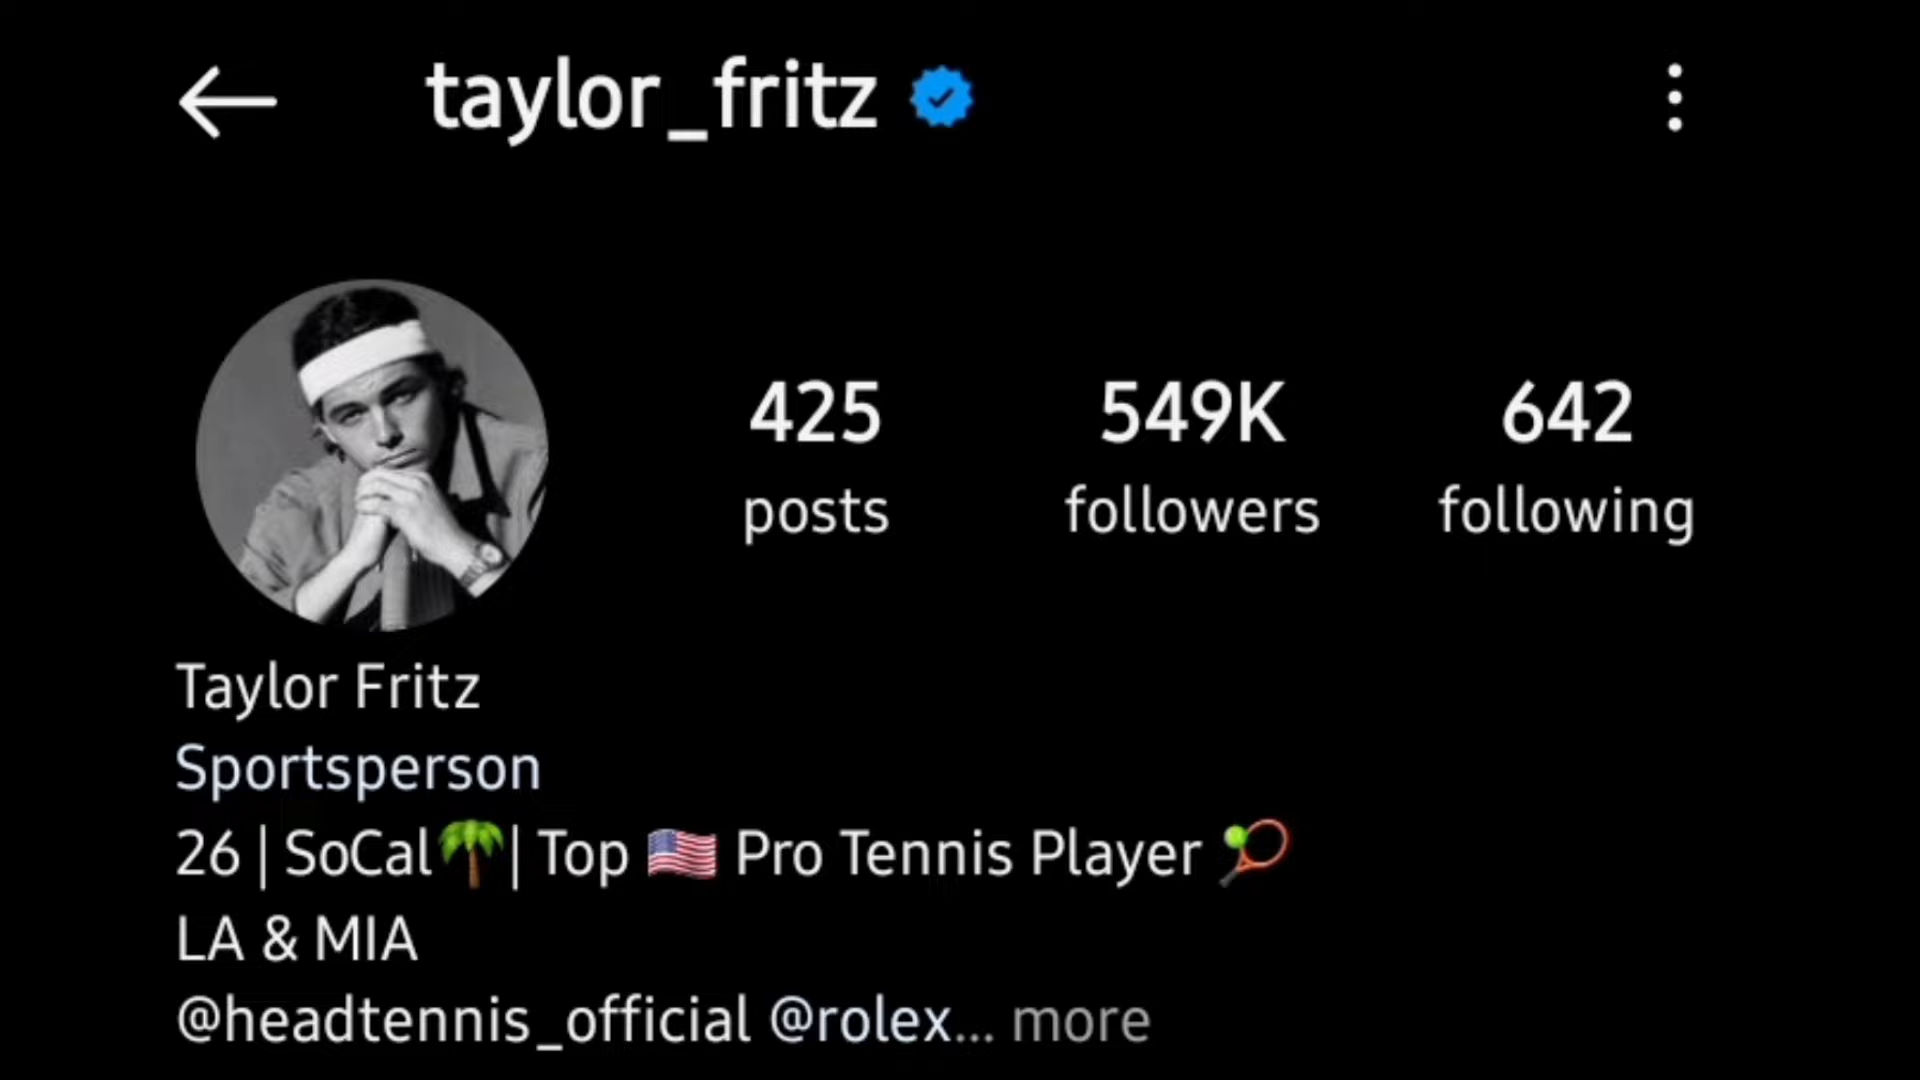 taylor_fritz
425 549K 642
posts followers following
Taylor Fritz
Sportsperson
26 | SoCal🌴| Top 🇺🇸 Pro Tennis Player 🎾
LA & MIA
@headtennis_official @rolex... more